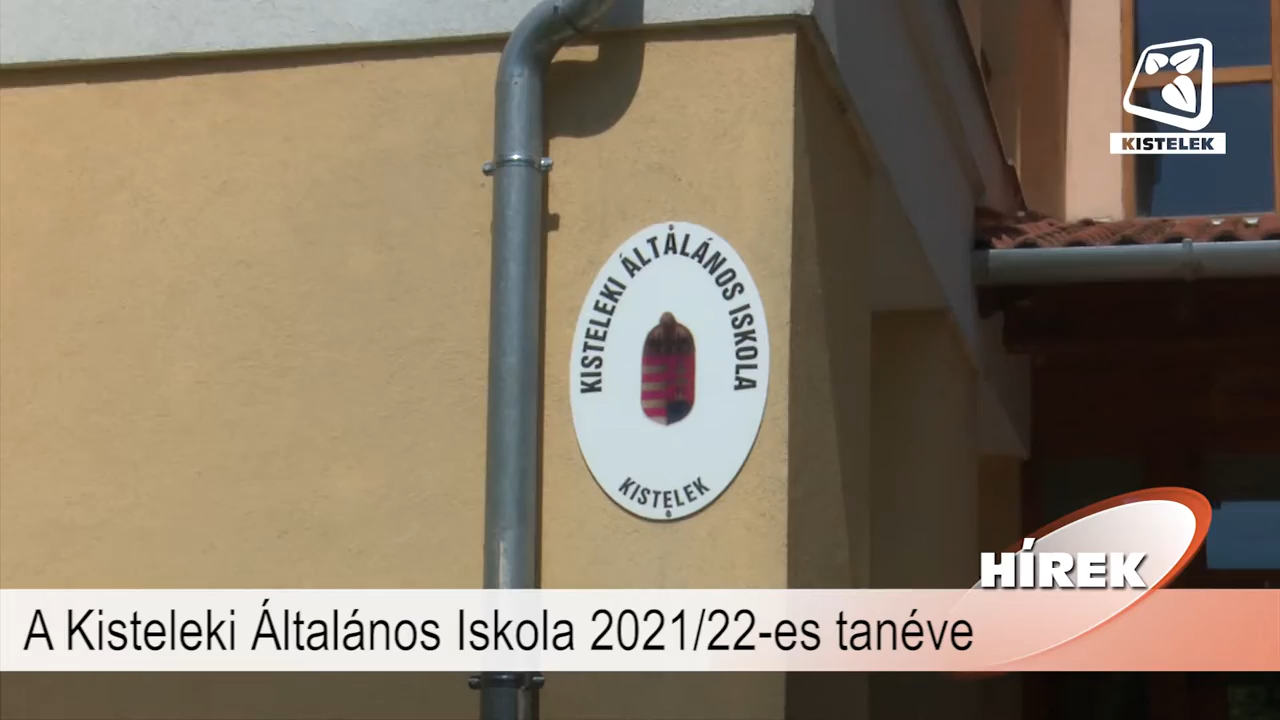 KISTELEK
KISTELEKI ÁLTALÁNOS ISKOLA
KISTELEK
HÍREK
A Kisteleki Általános Iskola 2021/22-es tanéve